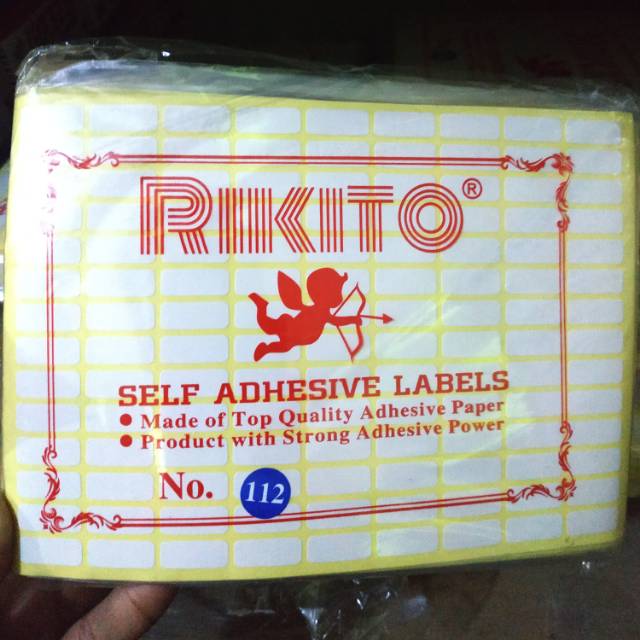 RIKITO®
SELF ADHESIVE LABELS
● Made of Top Quality Adhesive Paper
● Product with Strong Adhesive Power
No. 112